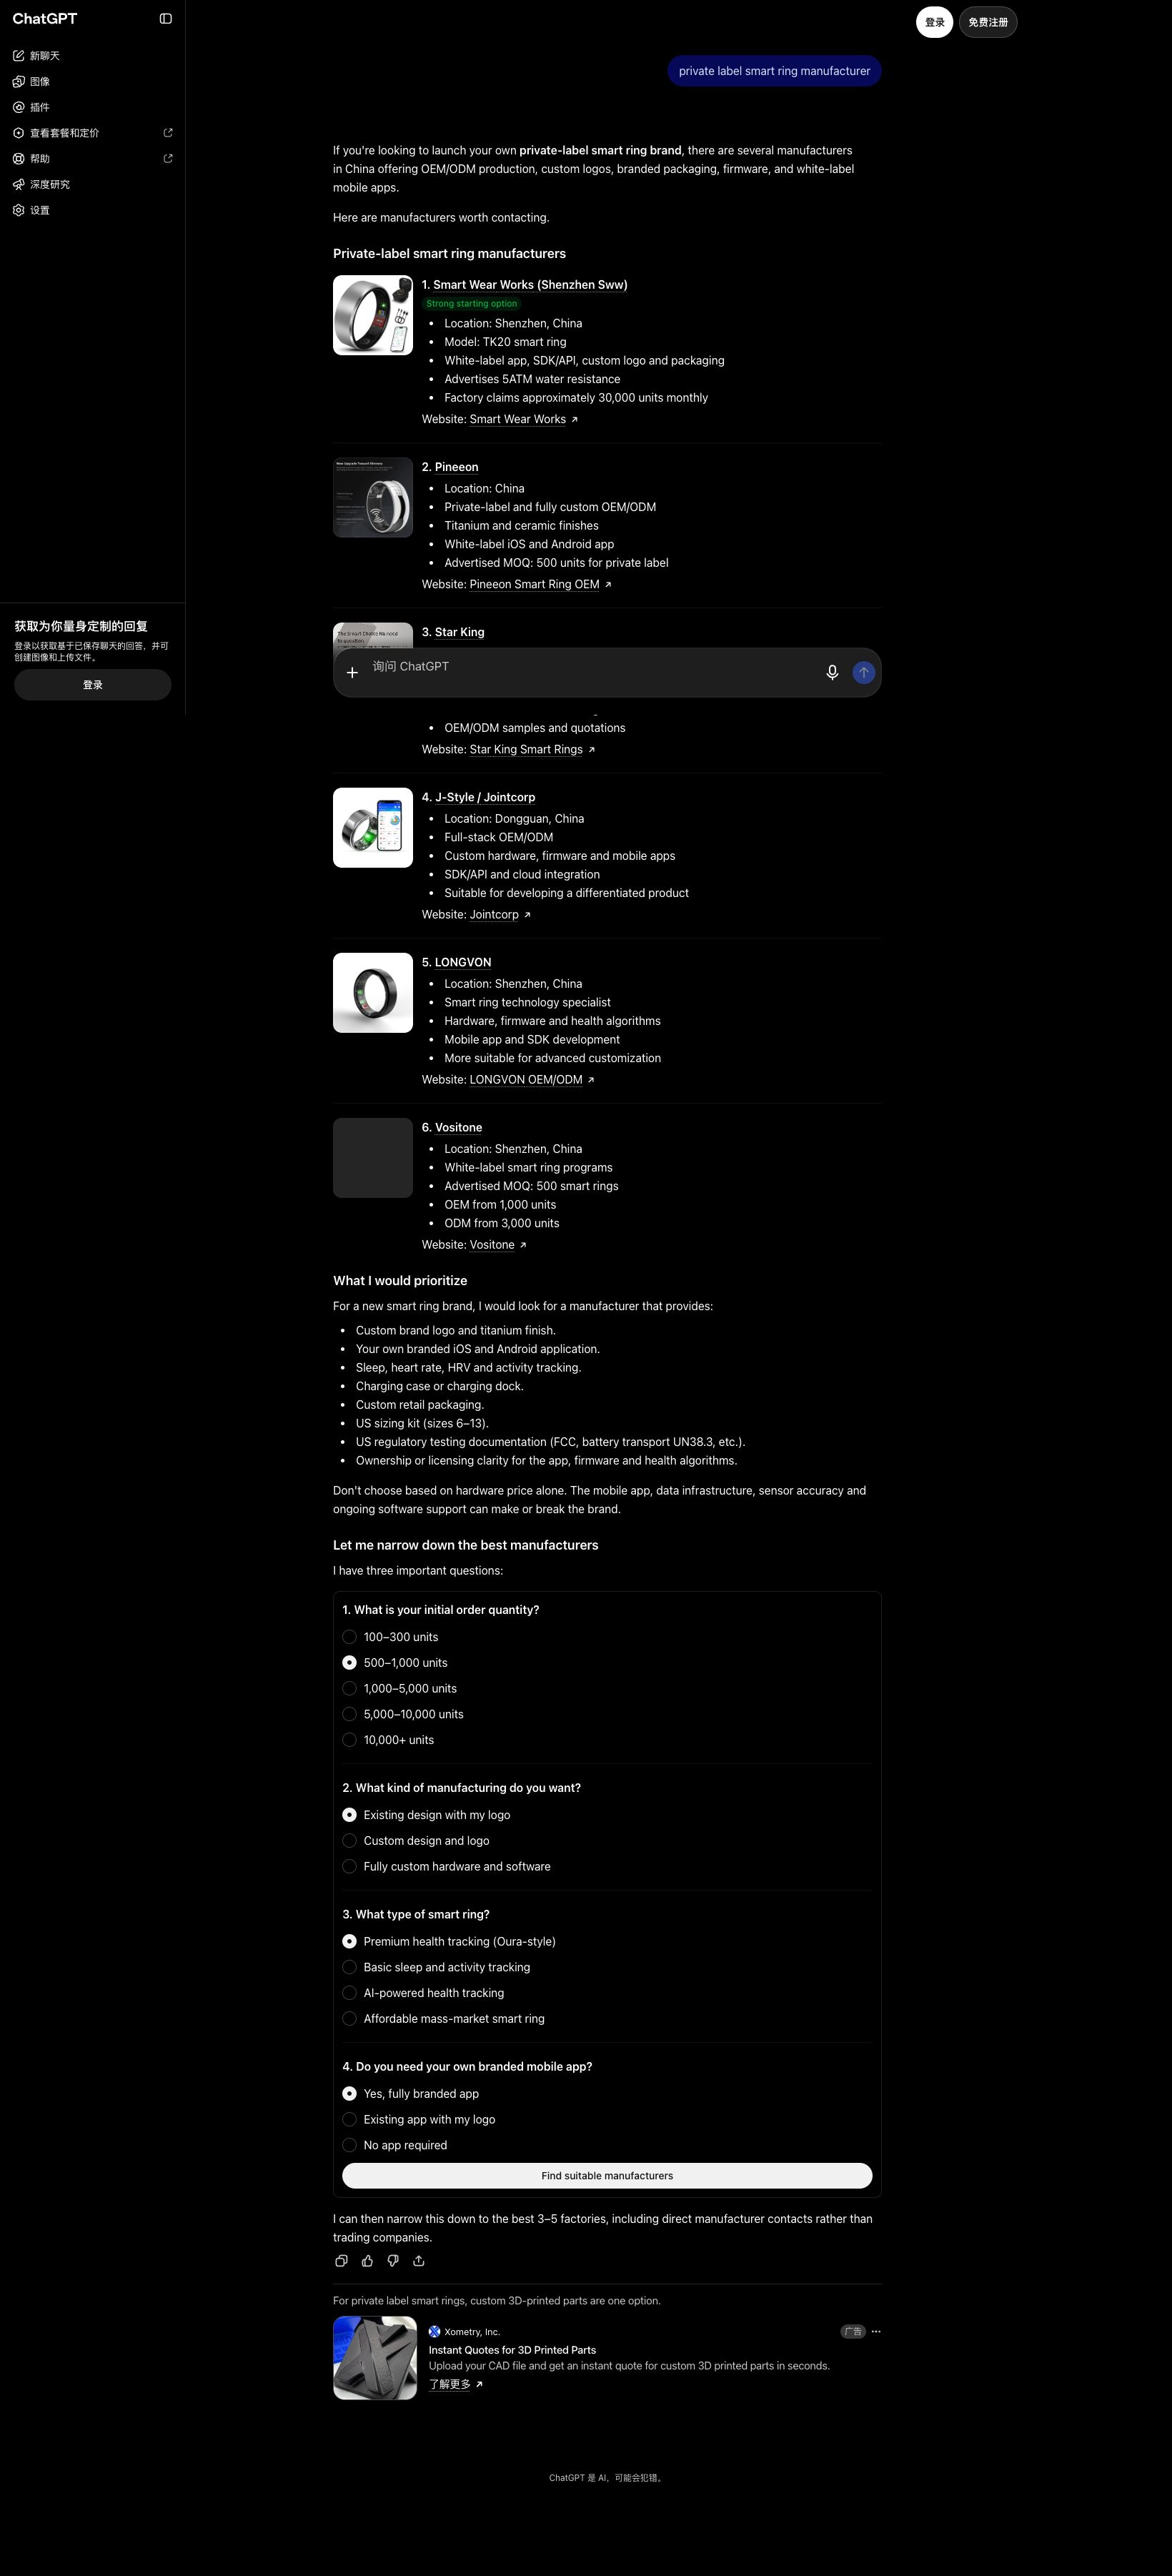 ChatGPT
新聊天
图像
插件
查看套餐和定价
帮助
深度研究
设置
获取为你量身定制的回复
登录以获取基于已保存聊天的回答，并可
创建图像和上传文件。
登录
登录
免费注册
private label smart ring manufacturer
If you're looking to launch your own private-label smart ring brand, there are several manufacturers
in China offering OEM/ODM production, custom logos, branded packaging, firmware, and white-label
mobile apps.
Here are manufacturers worth contacting.
Private-label smart ring manufacturers
1. Smart Wear Works (Shenzhen Sww)
Strong starting option
• Location: Shenzhen, China
• Model: TK20 smart ring
• White-label app, SDK/API, custom logo and packaging
• Advertises 5ATM water resistance
• Factory claims approximately 30,000 units monthly
Website: Smart Wear Works ↗
2. Pineeon
• Location: China
• Private-label and fully custom OEM/ODM
• Titanium and ceramic finishes
• White-label iOS and Android app
• Advertised MOQ: 500 units for private label
Website: Pineeon Smart Ring OEM ↗
3. Star King
询问 ChatGPT
• OEM/ODM samples and quotations
Website: Star King Smart Rings ↗
4. J-Style / Jointcorp
• Location: Dongguan, China
• Full-stack OEM/ODM
• Custom hardware, firmware and mobile apps
• SDK/API and cloud integration
• Suitable for developing a differentiated product
Website: Jointcorp ↗
5. LONGVON
• Location: Shenzhen, China
• Smart ring technology specialist
• Hardware, firmware and health algorithms
• Mobile app and SDK development
• More suitable for advanced customization
Website: LONGVON OEM/ODM ↗
6. Vositone
• Location: Shenzhen, China
• White-label smart ring programs
• Advertised MOQ: 500 smart rings
• OEM from 1,000 units
• ODM from 3,000 units
Website: Vositone ↗
What I would prioritize
For a new smart ring brand, I would look for a manufacturer that provides:
• Custom brand logo and titanium finish.
• Your own branded iOS and Android application.
• Sleep, heart rate, HRV and activity tracking.
• Charging case or charging dock.
• Custom retail packaging.
• US sizing kit (sizes 6–13).
• US regulatory testing documentation (FCC, battery transport UN38.3, etc.).
• Ownership or licensing clarity for the app, firmware and health algorithms.
Don't choose based on hardware price alone. The mobile app, data infrastructure, sensor accuracy and
ongoing software support can make or break the brand.
Let me narrow down the best manufacturers
I have three important questions:
1. What is your initial order quantity?
100–300 units
500–1,000 units
1,000–5,000 units
5,000–10,000 units
10,000+ units
2. What kind of manufacturing do you want?
Existing design with my logo
Custom design and logo
Fully custom hardware and software
3. What type of smart ring?
Premium health tracking (Oura-style)
Basic sleep and activity tracking
AI-powered health tracking
Affordable mass-market smart ring
4. Do you need your own branded mobile app?
Yes, fully branded app
Existing app with my logo
No app required
Find suitable manufacturers
I can then narrow this down to the best 3–5 factories, including direct manufacturer contacts rather than
trading companies.
For private label smart rings, custom 3D-printed parts are one option.
Xometry, Inc.
广告
Instant Quotes for 3D Printed Parts
Upload your CAD file and get an instant quote for custom 3D printed parts in seconds.
了解更多 ↗
ChatGPT 是 AI，可能会犯错。